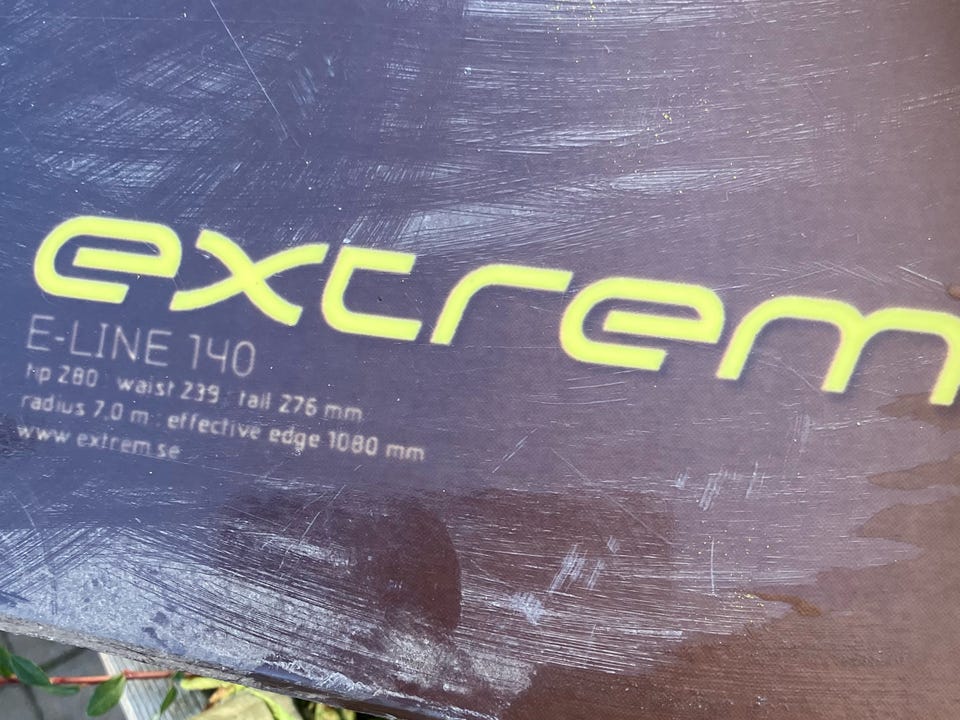 extrem
E-LINE 140
tip 280 : waist 239 : tail 276 mm
radius 7.0 m : effective edge 1080 mm
www extrem.se